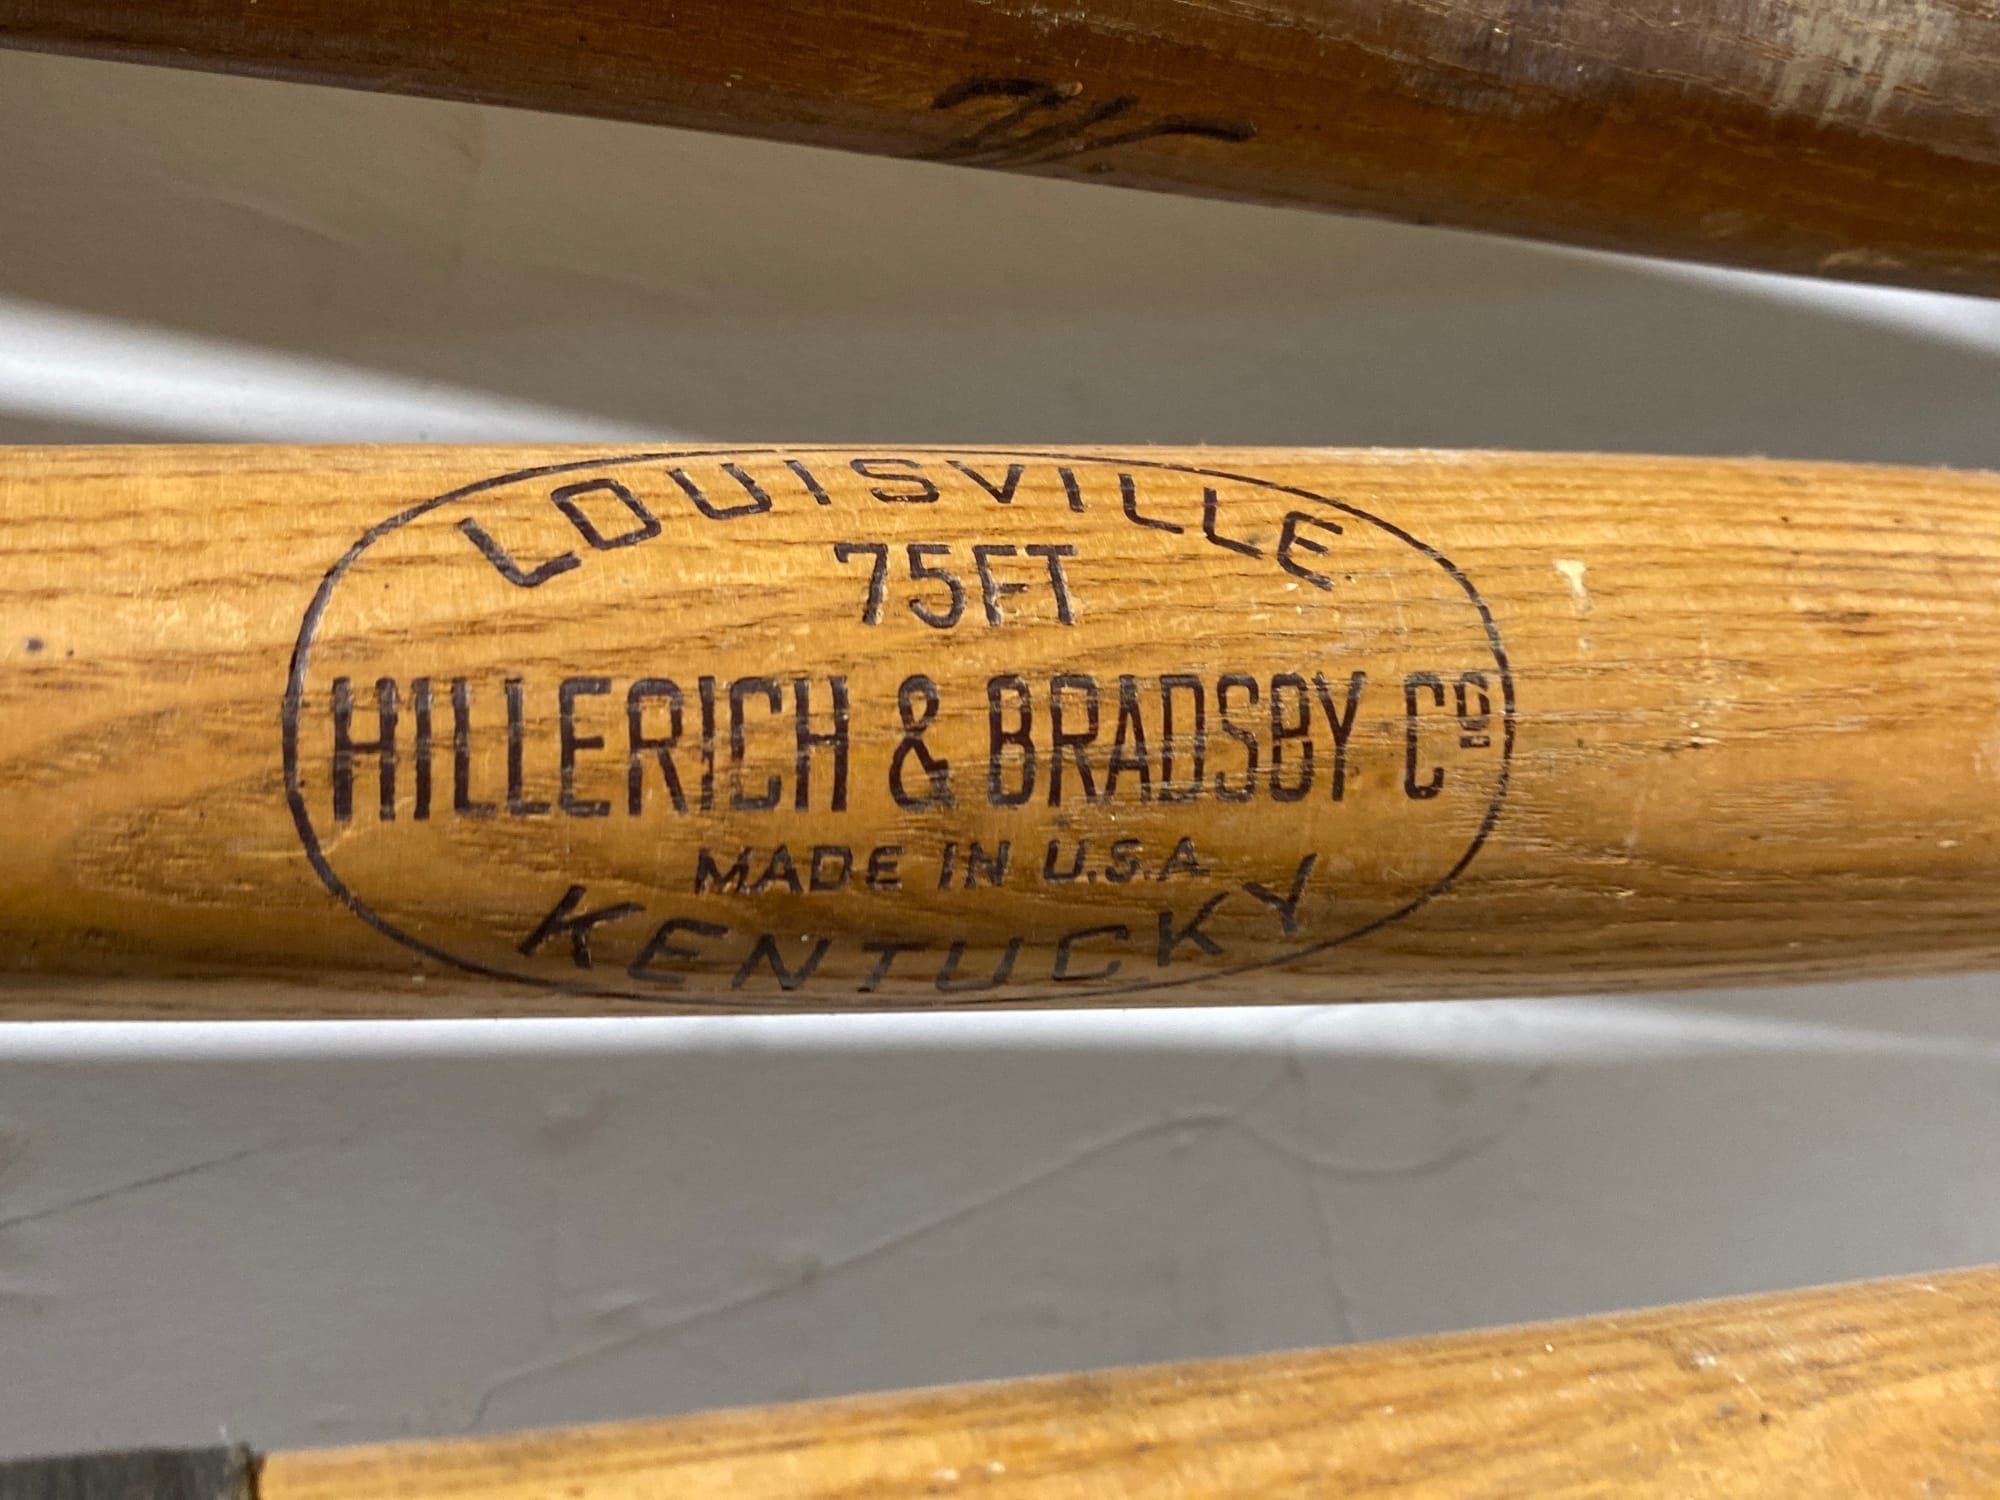 LOUISVILLE
75FT
HILLERICH & BRADSBY Cº
MADE IN U.S.A
KENTUCKY